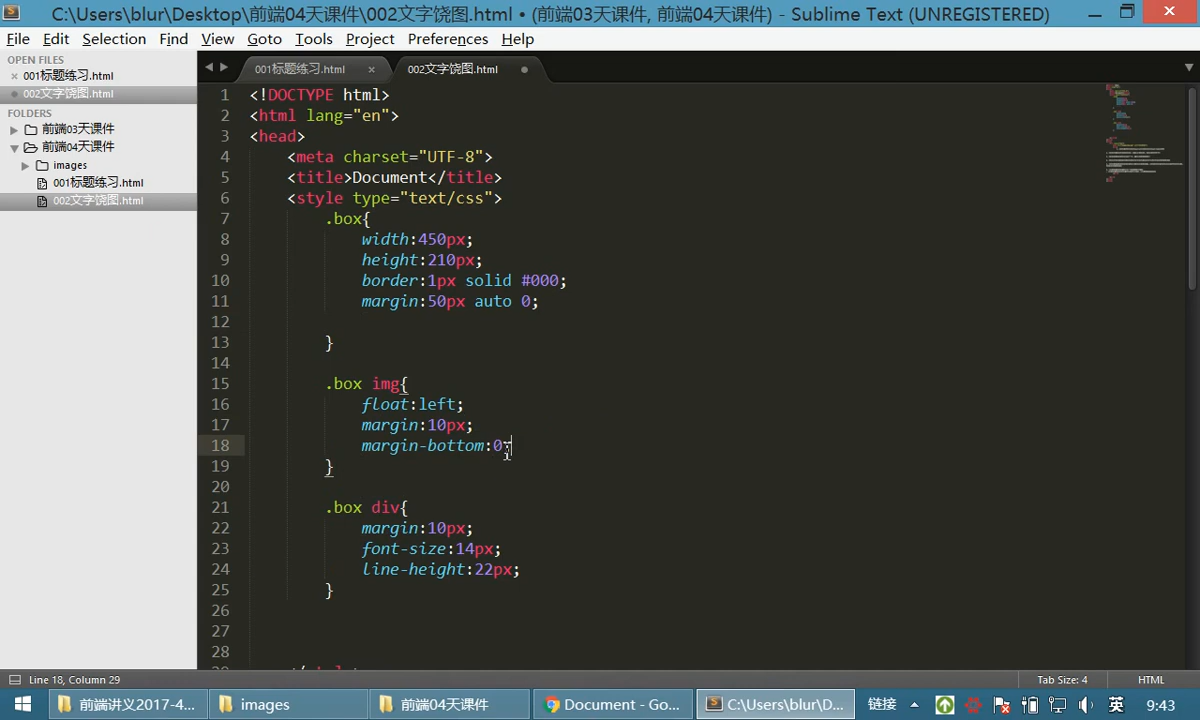 C:\Users\blur\Desktop\前端04天课件\002文字饶图.html • (前端03天课件, 前端04天课件) - Sublime Text (UNREGISTERED)
File Edit Selection Find View Goto Tools Project Preferences Help
OPEN FILES
001标题练习.html
002文字饶图.html
FOLDERS
前端03天课件
前端04天课件
images
001标题练习.html
002文字饶图.html
001标题练习.html × 002文字饶图.html
1 <!DOCTYPE html>
2 <html lang="en">
3 <head>
4 <meta charset="UTF-8">
5 <title>Document</title>
6 <style type="text/css">
7 .box{
8 width:450px;
9 height:210px;
10 border:1px solid #000;
11 margin:50px auto 0;
12
13 }
14
15 .box img{
16 float:left;
17 margin:10px;
18 margin-bottom:0;
19 }
20
21 .box div{
22 margin:10px;
23 font-size:14px;
24 line-height:22px;
25 }
26
27
28
Line 18, Column 29 Tab Size: 4 HTML
前端讲义2017-4... images 前端04天课件 Document - Go... C:\Users\blur\D... 链接 英 9:43